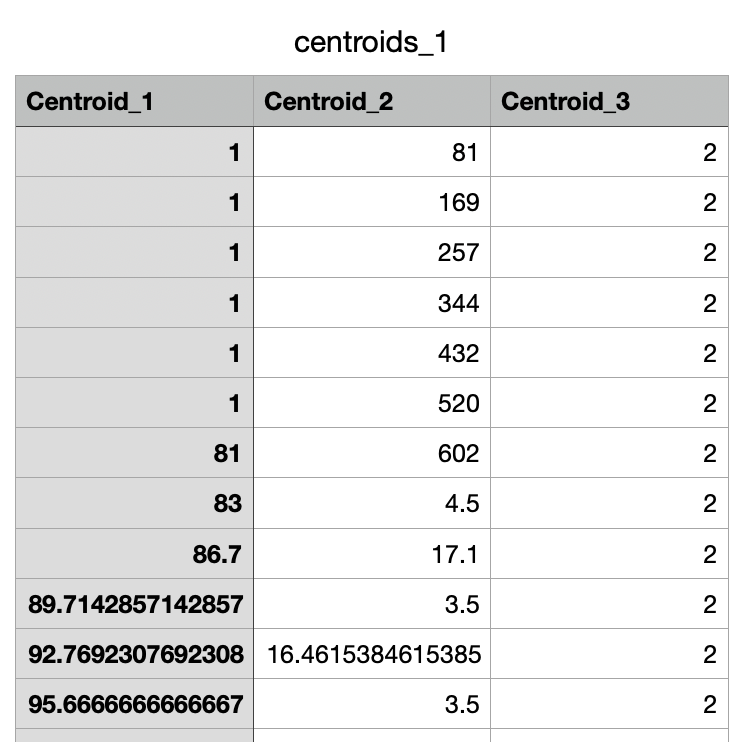 centroids_1
Centroid_1 Centroid_2 Centroid_3
1 81 2
1 169 2
1 257 2
1 344 2
1 432 2
1 520 2
81 602 2
83 4.5 2
86.7 17.1 2
89.7142857142857 3.5 2
92.7692307692308 16.4615384615385 2
95.6666666666667 3.5 2